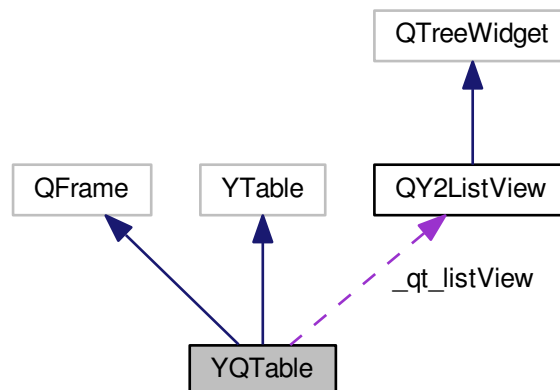 QTreeWidget
QFrame
YTable
QY2ListView
_qt_listView
YQTable